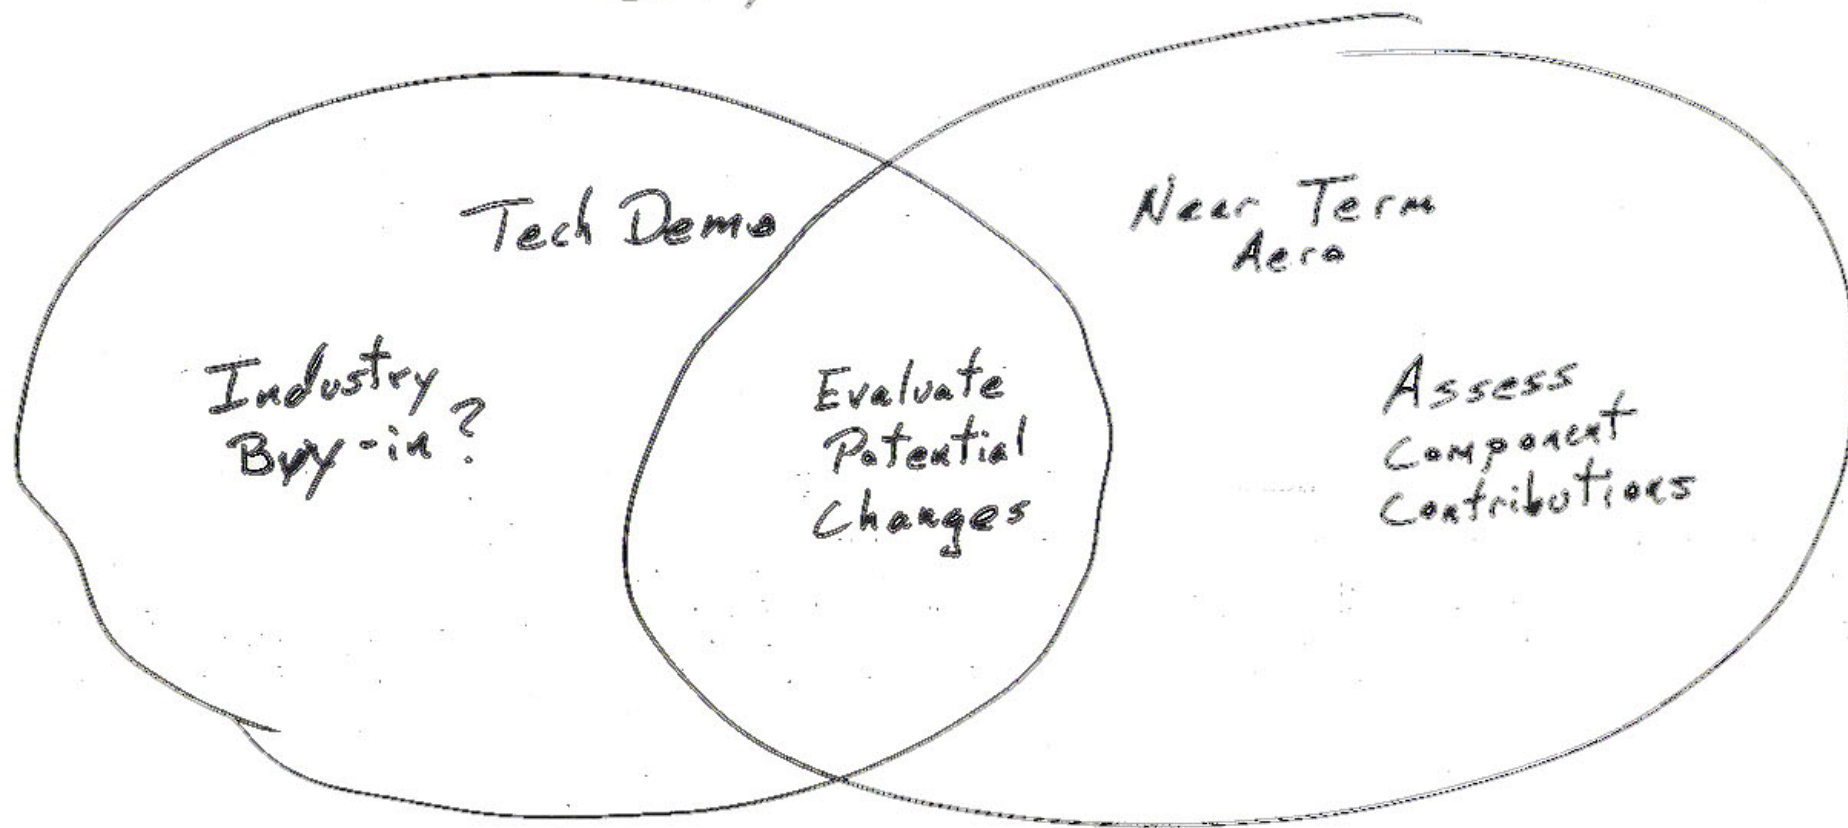 Tech Demo
Industry
Buy-in?
Evaluate
Potential
Changes
Near Term
Aero
Assess
Component
Contributions